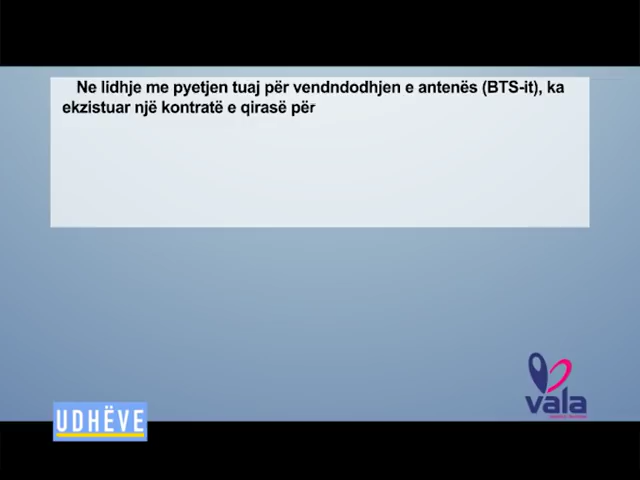 Ne lidhje me pyetjen tuaj për vendndodhjen e antenës (BTS-it), ka
ekzistuar një kontratë e qirasë për
vala
UDHËVE